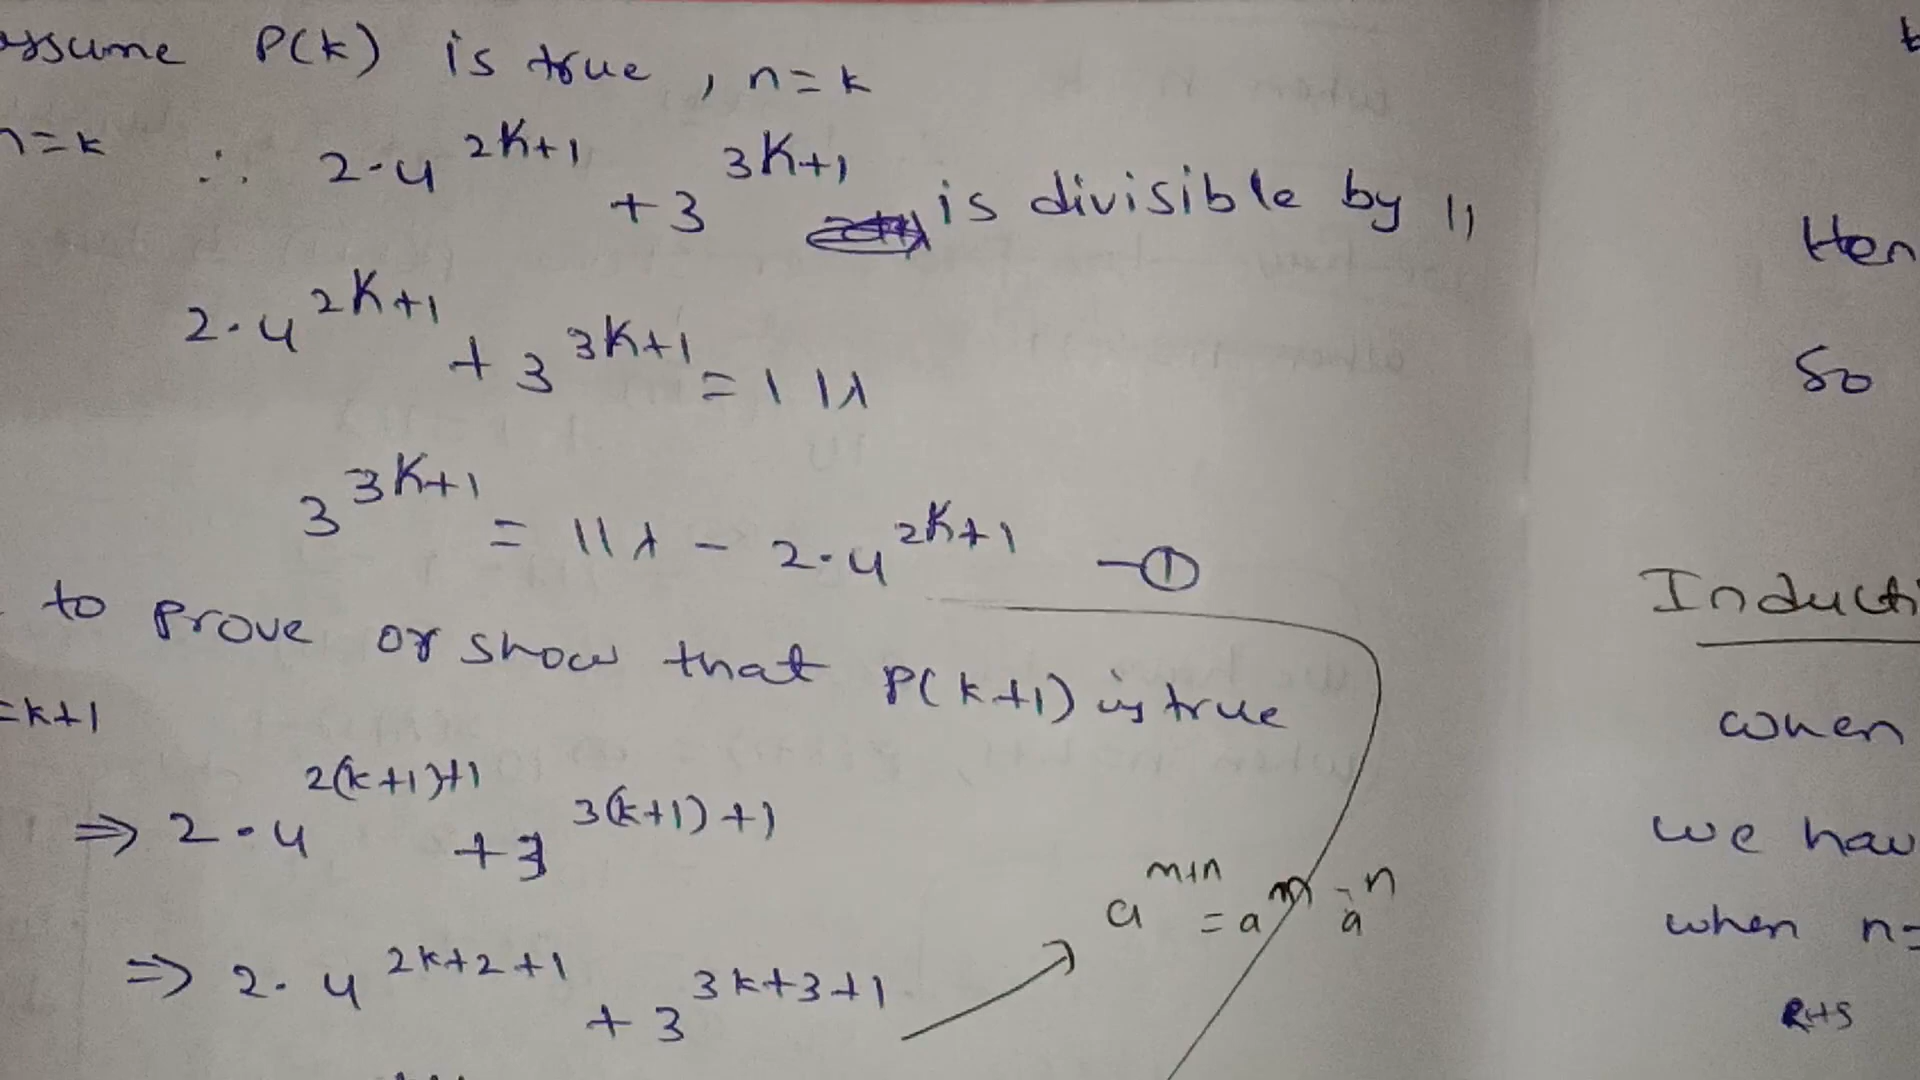 assume P(k) is true, n=k
n=k ∴ 2·4^{2K+1} + 3^{3K+1} is divisible by 11
2·4^{2K+1} + 3^{3K+1} = 11λ
3^{3K+1} = 11λ - 2·4^{2K+1} -①
to prove or show that P(k+1) is true
=k+1
⇒ 2·4^{2(k+1)+1} + 3^{3(k+1)+1}
a^{m+n} = a^m · a^n
⇒ 2·4^{2k+2+1} + 3^{3k+3+1}
Hen
So
Inducti
when
we hav
when n=
RHS